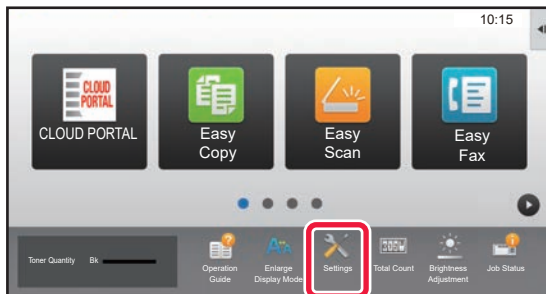 10:15
CLOUD
PORTAL
CLOUD PORTAL
Easy
Copy
Easy
Scan
Easy
Fax
Toner Quantity Bk
Operation
Guide
Enlarge
Display Mode
Settings
Total Count
Brightness
Adjustment
Job Status